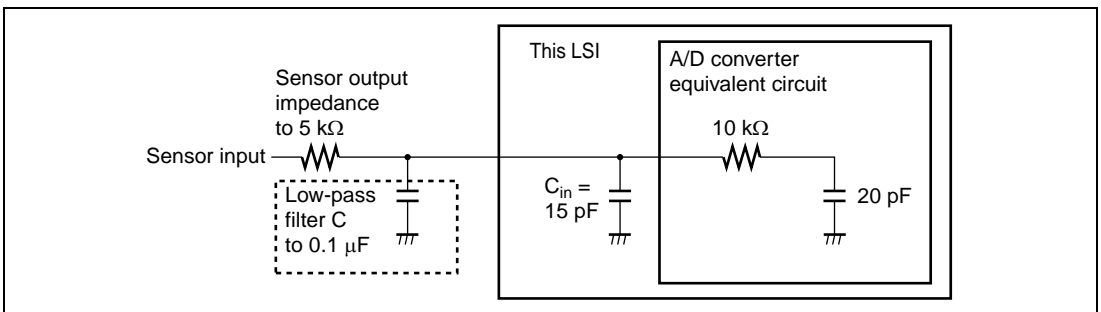 This LSI
A/D converter
equivalent circuit
Sensor output
impedance
to 5 kΩ
10 kΩ
Sensor input
Low-pass
filter C
to 0.1 μF
Cin =
15 pF
20 pF